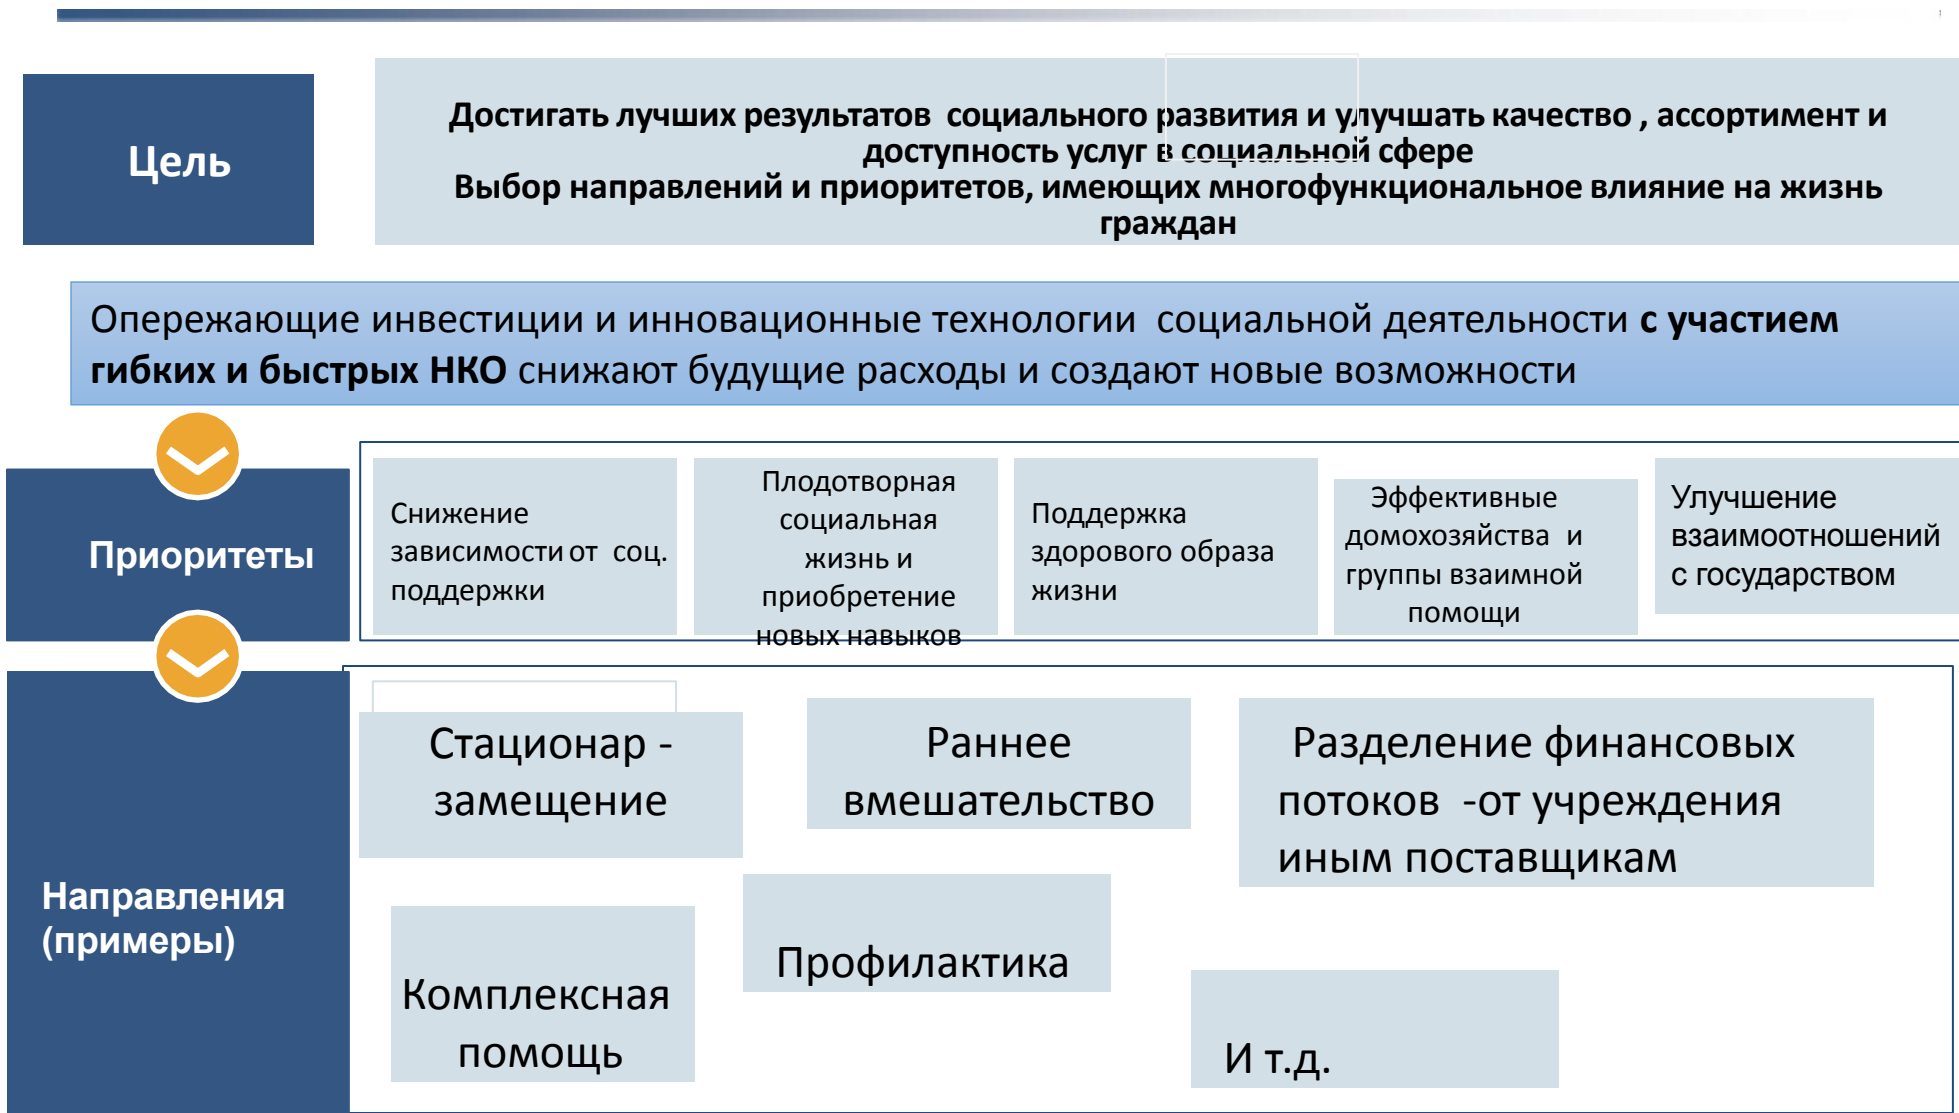 Цель
Достигать лучших результатов социального развития и улучшать качество , ассортимент и
доступность услуг в социальной сфере
Выбор направлений и приоритетов, имеющих многофункциональное влияние на жизнь
граждан
Опережающие инвестиции и инновационные технологии социальной деятельности с участием
гибких и быстрых НКО снижают будущие расходы и создают новые возможности
Приоритеты
Снижение
зависимости от соц.
поддержки
Плодотворная
социальная
жизнь и
приобретение
новых навыков
Поддержка
здорового образа
жизни
Эффективные
домохозяйства и
группы взаимной
помощи
Улучшение
взаимоотношений
с государством
Направления
(примеры)
Стационар -
замещение
Раннее
вмешательство
Разделение финансовых
потоков -от учреждения
иным поставщикам
Комплексная
помощь
Профилактика
И т.д.